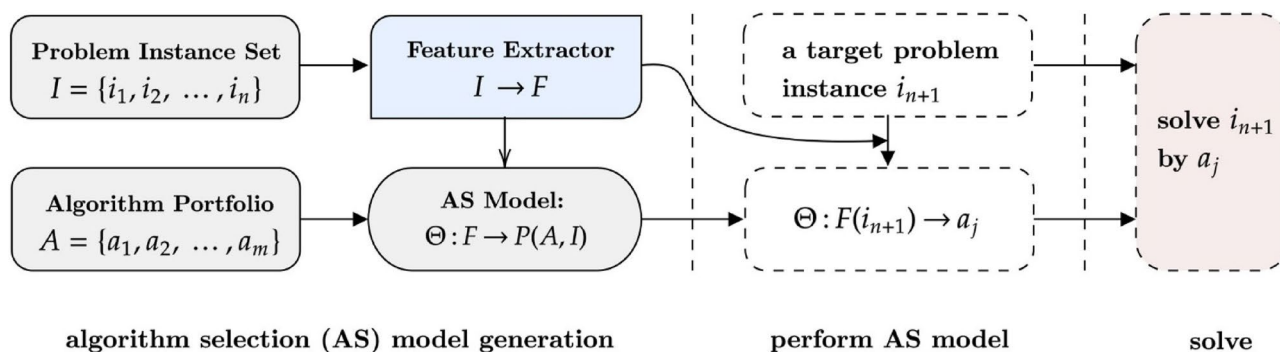 Problem Instance Set
I = {i₁, i₂, …, iₙ}
Feature Extractor
I → F
a target problem
instance iₙ₊₁
solve iₙ₊₁
by aⱼ
Algorithm Portfolio
A = {a₁, a₂, …, aₘ}
AS Model:
Θ : F → P(A, I)
Θ : F(iₙ₊₁) → aⱼ
algorithm selection (AS) model generation
perform AS model
solve